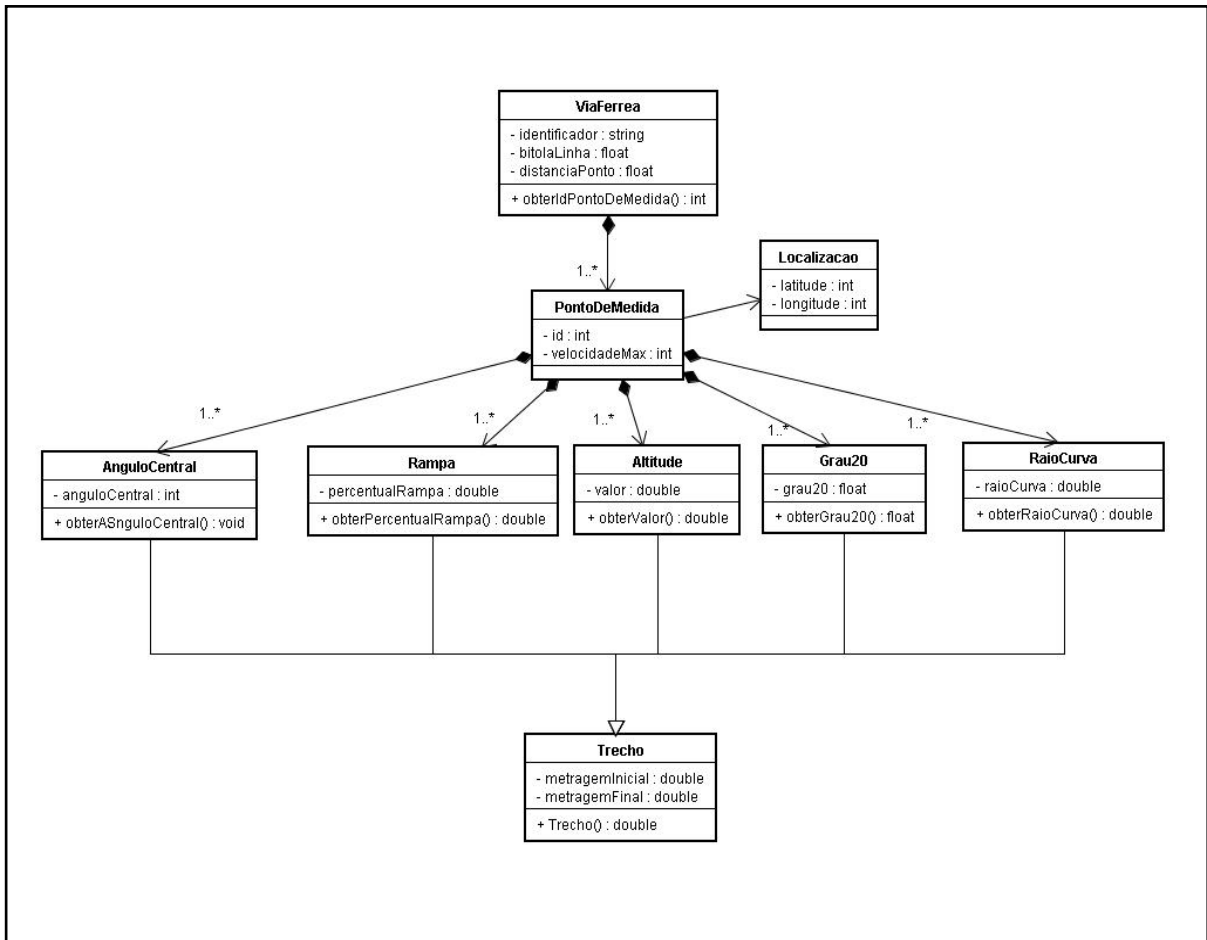 ViaFerrea
- identificador : string
- bitolaLinha : float
- distanciaPonto : float
+ obterIdPontoDeMedida() : int
1..*
Localizacao
- latitude : int
- longitude : int
PontoDeMedida
- id : int
- velocidadeMax : int
1..*
1..*
1..*
1..*
1..*
AnguloCentral
- anguloCentral : int
+ obterASnguloCentral() : void
Rampa
- percentualRampa : double
+ obterPercentualRampa() : double
Altitude
- valor : double
+ obterValor() : double
Grau20
- grau20 : float
+ obterGrau20() : float
RaioCurva
- raioCurva : double
+ obterRaioCurva() : double
Trecho
- metragemInicial : double
- metragemFinal : double
+ Trecho() : double